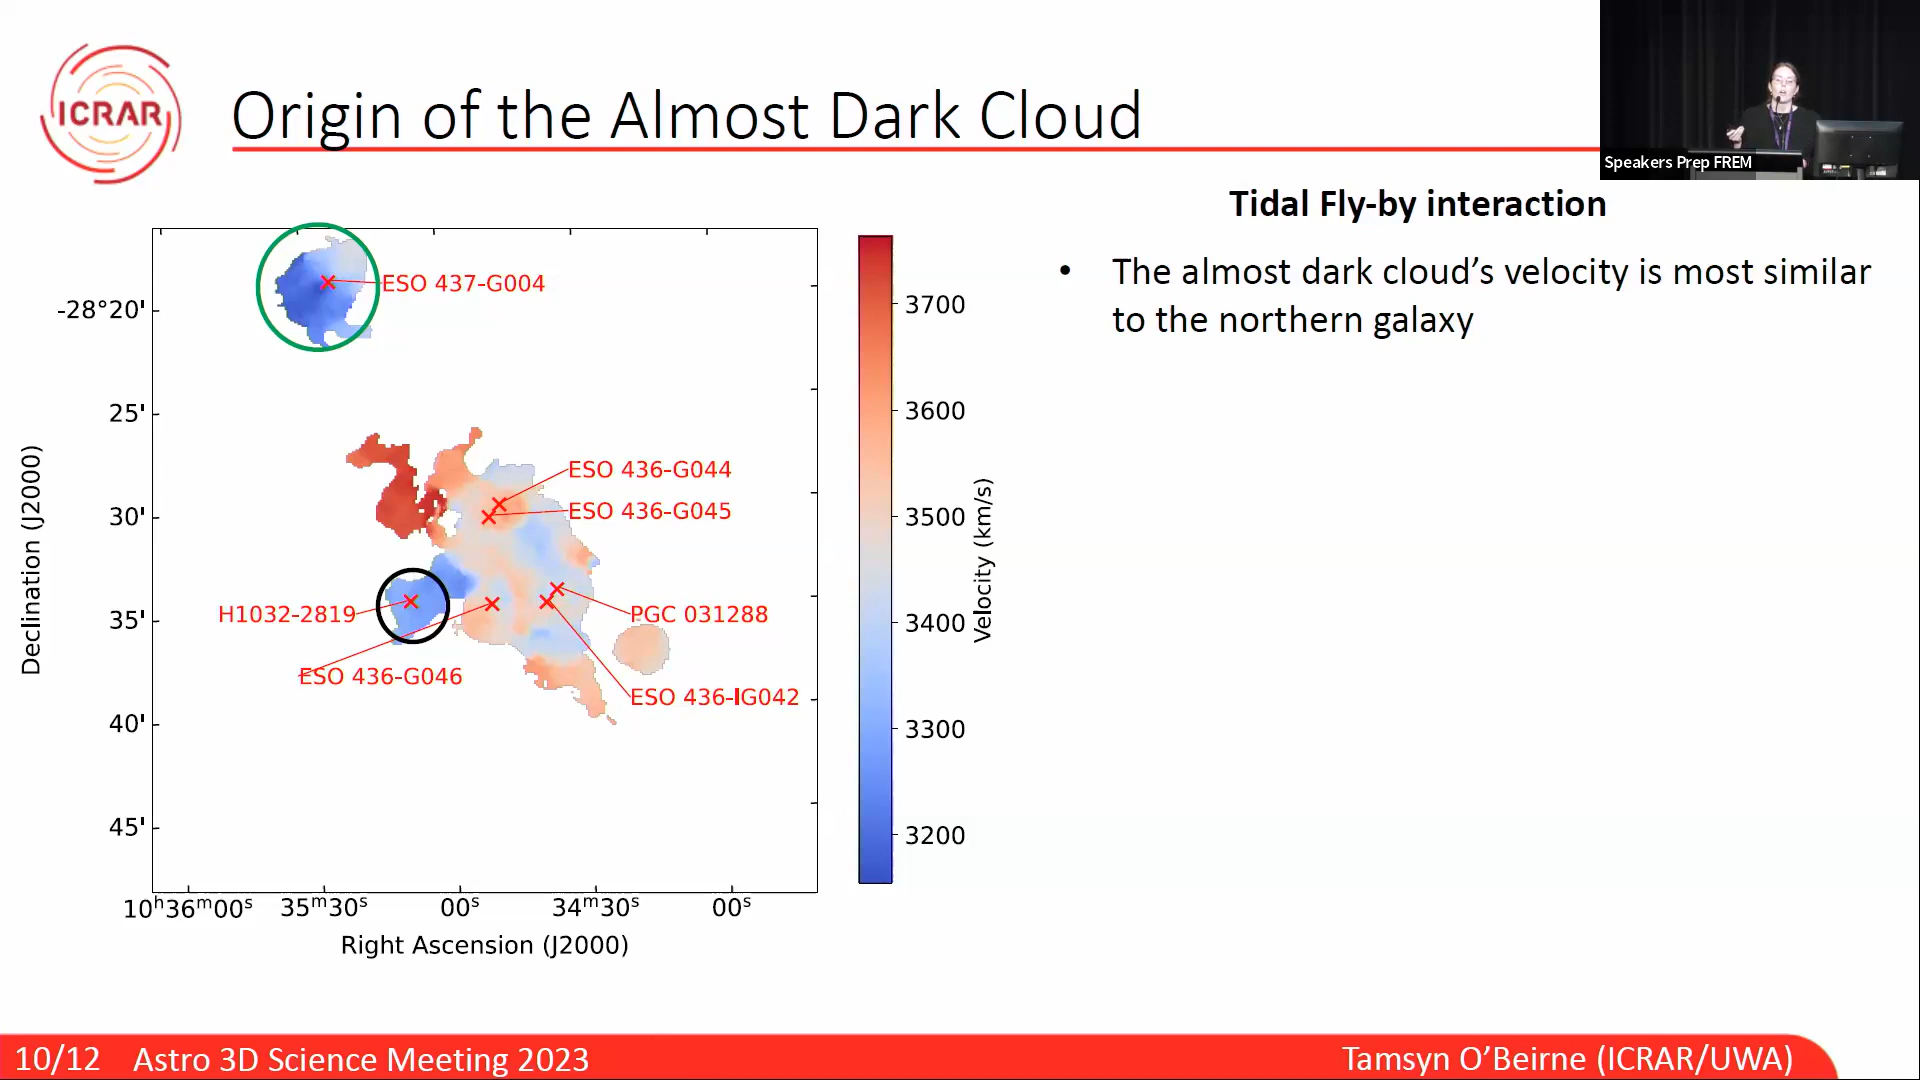 ICRAR
Origin of the Almost Dark Cloud
Speakers Prep FREM
Tidal Fly-by interaction
• The almost dark cloud’s velocity is most similar
to the northern galaxy
ESO 437-G004
ESO 436-G044
ESO 436-G045
H1032-2819
PGC 031288
ESO 436-G046
ESO 436-IG042
-28°20'
25'
30'
35'
40'
45'
Declination (J2000)
10ʰ36ᵐ00ˢ 35ᵐ30ˢ 00ˢ 34ᵐ30ˢ 00ˢ
Right Ascension (J2000)
3700
3600
3500
3400
3300
3200
Velocity (km/s)
10/12 Astro 3D Science Meeting 2023
Tamsyn O’Beirne (ICRAR/UWA)